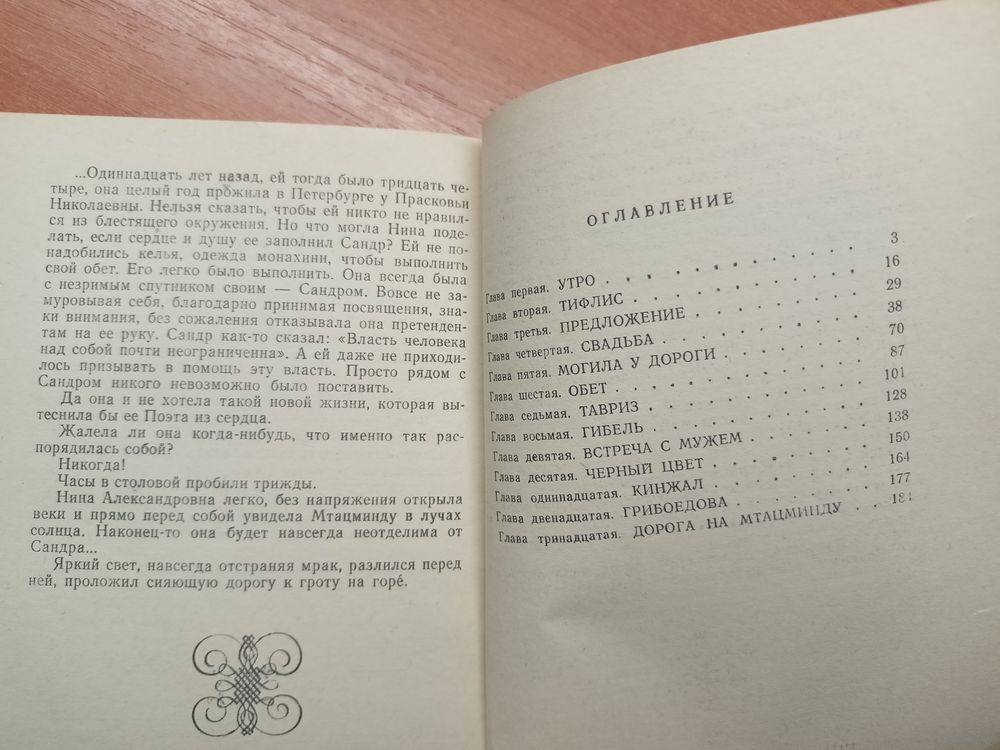 ...Одиннадцать лет назад, ей тогда было тридцать че-
тыре, она целый год прожила в Петербурге у Прасковьи
Николаевны. Нельзя сказать, чтобы ей никто не нравил-
ся из блестящего окружения. Но что могла Нина поде-
лать, если сердце и душу ее заполнил Сандр? Ей не по-
надобились келья, одежда монахини, чтобы выполнить
свой обет. Его легко было выполнить. Она всегда была
с незримым спутником своим — Сандром. Вовсе не за-
муровывая себя, благодарно принимая посвящения, зна-
ки внимания, без сожаления отказывала она претенден-
там на ее руку. Сандр как-то сказал: «Власть человека
над собой почти неограниченна». А ей даже не приходи-
лось призывать в помощь эту власть. Просто рядом с
Сандром никого невозможно было поставить.
Да она и не хотела такой новой жизни, которая вы-
теснила бы ее Поэта из сердца.
Жалела ли она когда-нибудь, что именно так рас-
порядилась собой?
Никогда!
Часы в столовой пробили трижды.
Нина Александровна легко, без напряжения открыла
веки и прямо перед собой увидела Мтацминду в лучах
солнца. Наконец-то она будет навсегда неотделима от
Сандра...
Яркий свет, навсегда отстраняя мрак, разлился перед
ней, проложил сияющую дорогу к гроту на горе́.
ОГЛАВЛЕНИЕ
Глава первая. УТРО . . . . . . . . . . 3
Глава вторая. ТИФЛИС . . . . . . . . . 16
Глава третья. ПРЕДЛОЖЕНИЕ . . . . . . . 29
Глава четвертая. СВАДЬБА . . . . . . . . 38
Глава пятая. МОГИЛА У ДОРОГИ . . . . . . 70
Глава шестая. ОБЕТ . . . . . . . . . . 87
Глава седьмая. ТАВРИЗ . . . . . . . . . 101
Глава восьмая. ГИБЕЛЬ . . . . . . . . . 128
Глава девятая. ВСТРЕЧА С МУЖЕМ . . . . . 138
Глава десятая. ЧЕРНЫЙ ЦВЕТ . . . . . . . 150
Глава одиннадцатая. КИНЖАЛ . . . . . . . 164
Глава двенадцатая. ГРИБОЕДОВА . . . . . . 177
Глава тринадцатая. ДОРОГА НА МТАЦМИНДУ . .